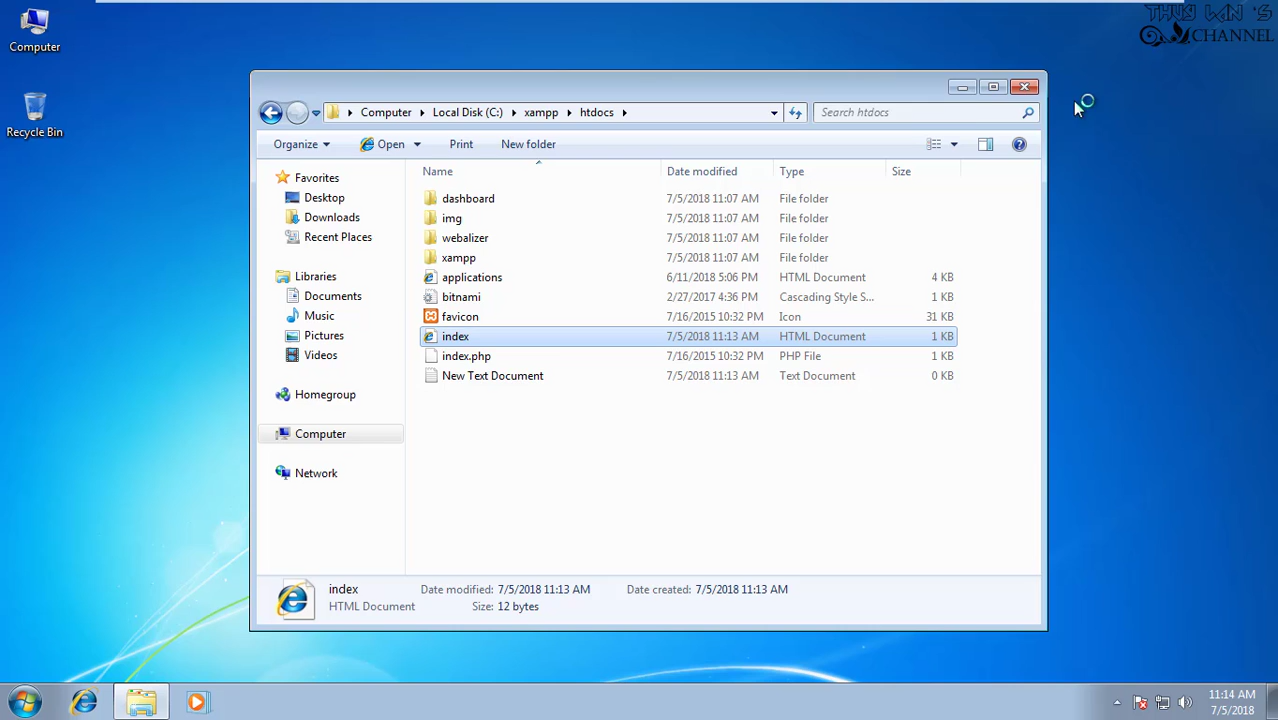 THUY WIN 'S
CHANNEL
Computer
Recycle Bin
Computer Local Disk (C:) xampp htdocs
Search htdocs
Organize Open Print New folder
Name Date modified Type Size
Favorites
Desktop
Downloads
Recent Places
Libraries
Documents
Music
Pictures
Videos
Homegroup
Computer
Network
dashboard 7/5/2018 11:07 AM File folder
img 7/5/2018 11:07 AM File folder
webalizer 7/5/2018 11:07 AM File folder
xampp 7/5/2018 11:07 AM File folder
applications 6/11/2018 5:06 PM HTML Document 4 KB
bitnami 2/27/2017 4:36 PM Cascading Style S... 1 KB
favicon 7/16/2015 10:32 PM Icon 31 KB
index 7/5/2018 11:13 AM HTML Document 1 KB
index.php 7/16/2015 10:32 PM PHP File 1 KB
New Text Document 7/5/2018 11:13 AM Text Document 0 KB
index Date modified: 7/5/2018 11:13 AM Date created: 7/5/2018 11:13 AM
HTML Document Size: 12 bytes
11:14 AM
7/5/2018